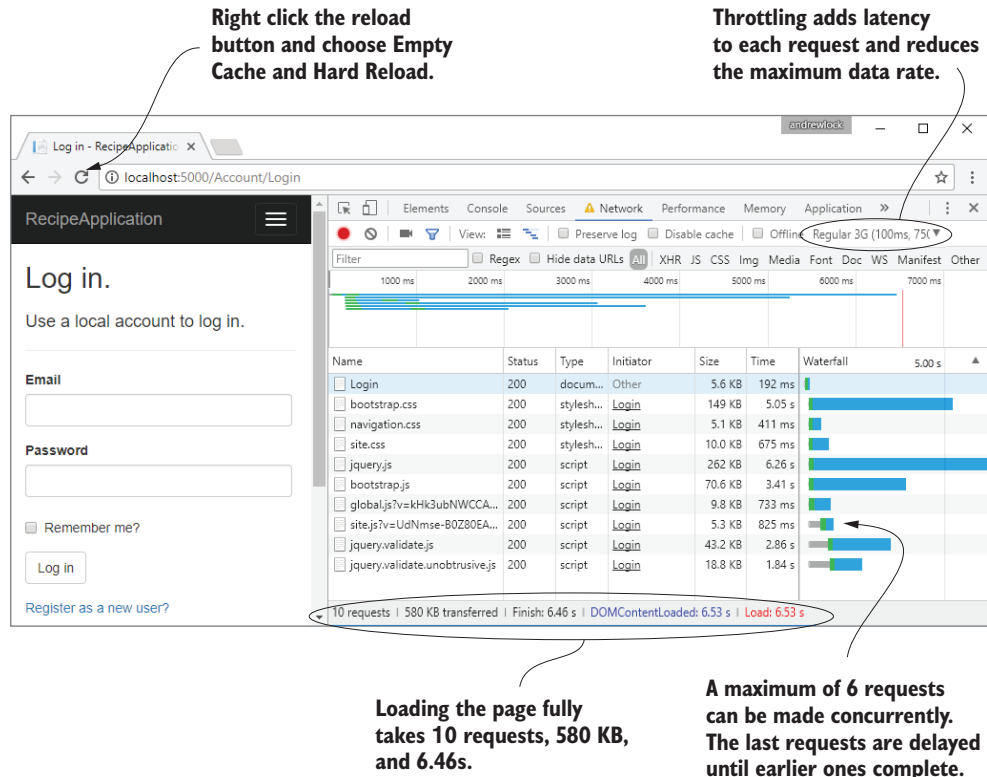 Right click the reload
button and choose Empty
Cache and Hard Reload.
Throttling adds latency
to each request and reduces
the maximum data rate.
andrewlock
Log in - RecipeApplicatio
localhost:5000/Account/Login
RecipeApplication
Log in.
Use a local account to log in.
Email
Password
Remember me?
Log in
Register as a new user?
Elements Console Sources Network Performance Memory Application »
View: Preserve log Disable cache Offline Regular 3G (100ms, 750
Filter Regex Hide data URLs All XHR JS CSS Img Media Font Doc WS Manifest Other
1000 ms 2000 ms 3000 ms 4000 ms 5000 ms 6000 ms 7000 ms
Name Status Type Initiator Size Time Waterfall 5.00 s
Login 200 docum... Other 5.6 KB 192 ms
bootstrap.css 200 stylesh... Login 149 KB 5.05 s
navigation.css 200 stylesh... Login 5.1 KB 411 ms
site.css 200 stylesh... Login 10.0 KB 675 ms
jquery.js 200 script Login 262 KB 6.26 s
bootstrap.js 200 script Login 70.6 KB 3.41 s
global.js?v=kHk3ubNWCCA... 200 script Login 9.8 KB 733 ms
site.js?v=UdNmse-B0Z80EA... 200 script Login 5.3 KB 825 ms
jquery.validate.js 200 script Login 43.2 KB 2.86 s
jquery.validate.unobtrusive.js 200 script Login 18.8 KB 1.84 s
10 requests | 580 KB transferred | Finish: 6.46 s | DOMContentLoaded: 6.53 s | Load: 6.53 s
Loading the page fully
takes 10 requests, 580 KB,
and 6.46s.
A maximum of 6 requests
can be made concurrently.
The last requests are delayed
until earlier ones complete.